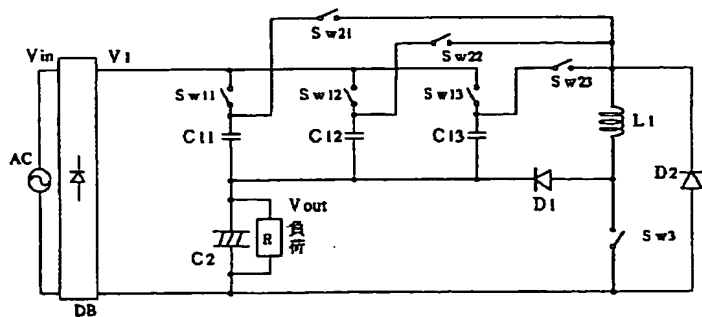 Sw21
Vin
V1
Sw22
Sw11
Sw12
Sw13
Sw23
C11
C12
C13
L1
AC
D2
D1
Vout
負荷
R
C2
Sw3
DB